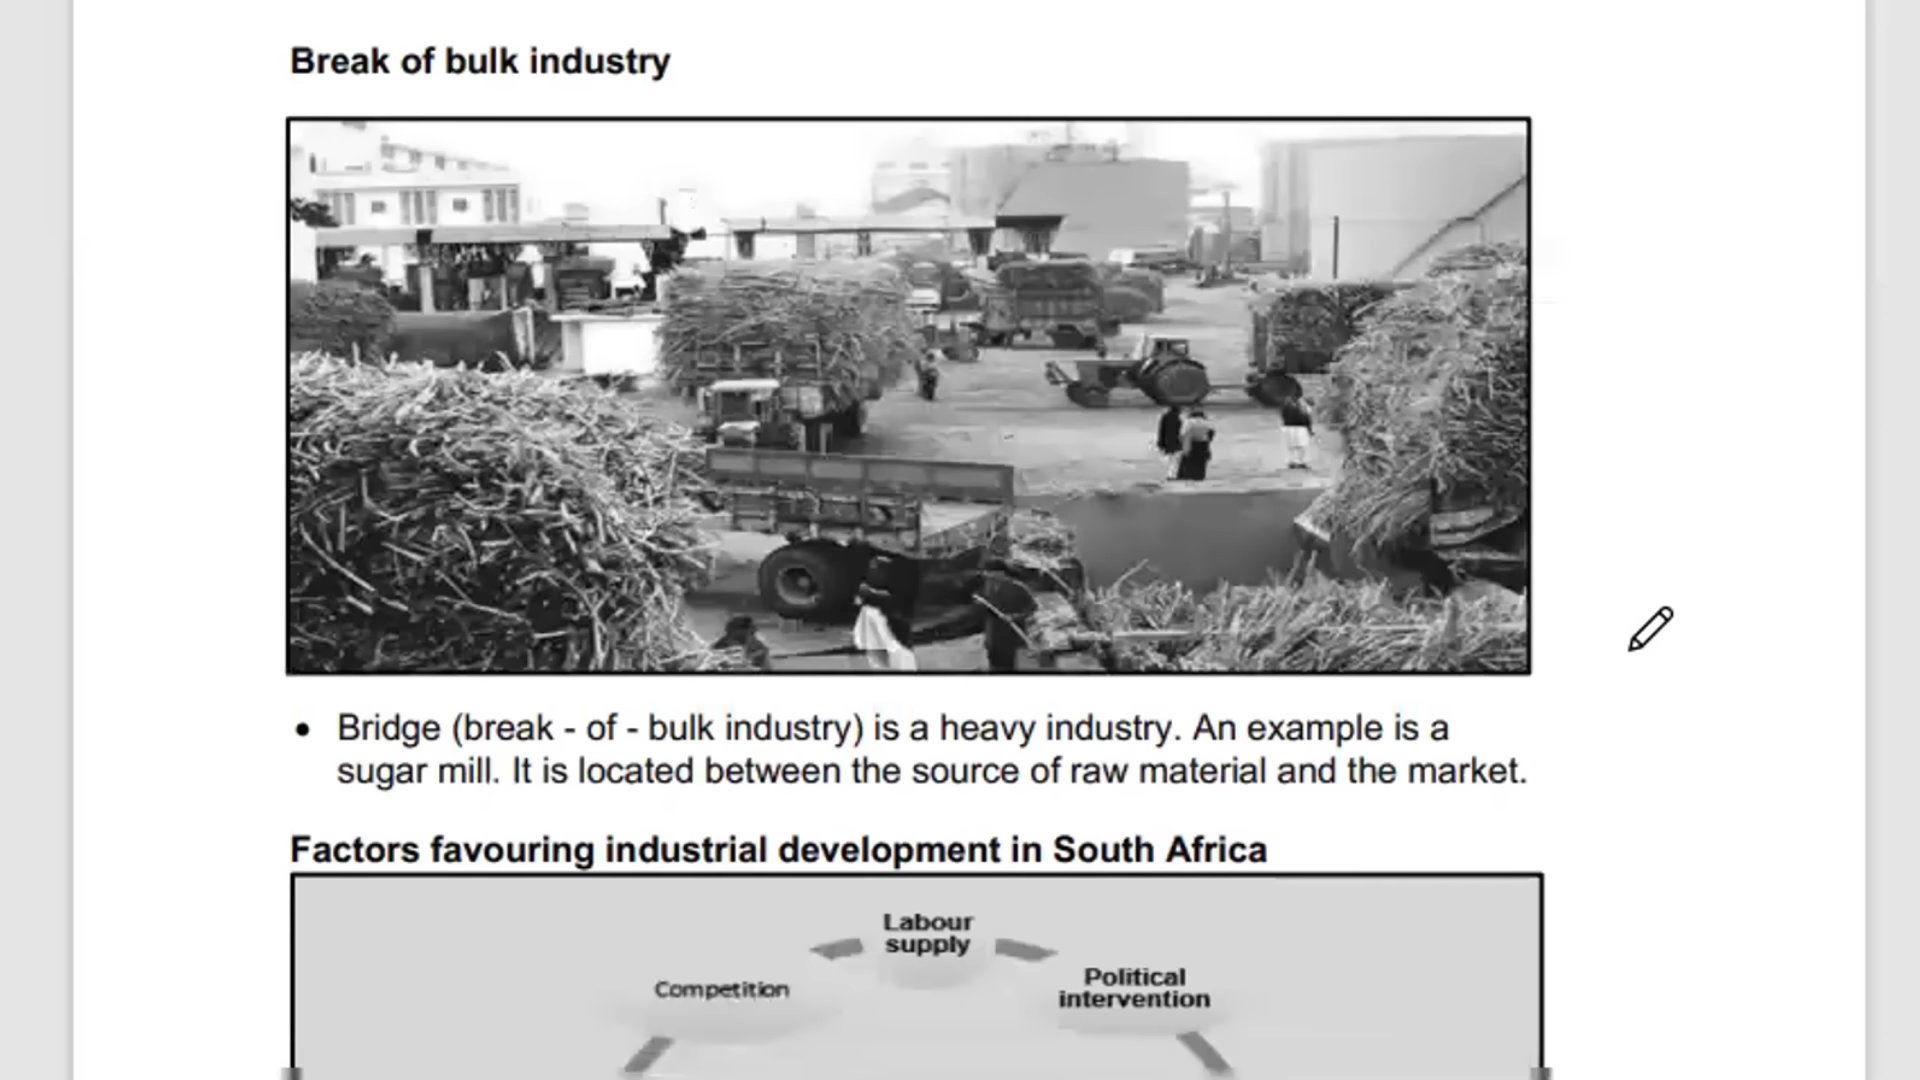 Break of bulk industry
• Bridge (break - of - bulk industry) is a heavy industry. An example is a
sugar mill. It is located between the source of raw material and the market.
Factors favouring industrial development in South Africa
Labour
supply
Competition
Political
intervention